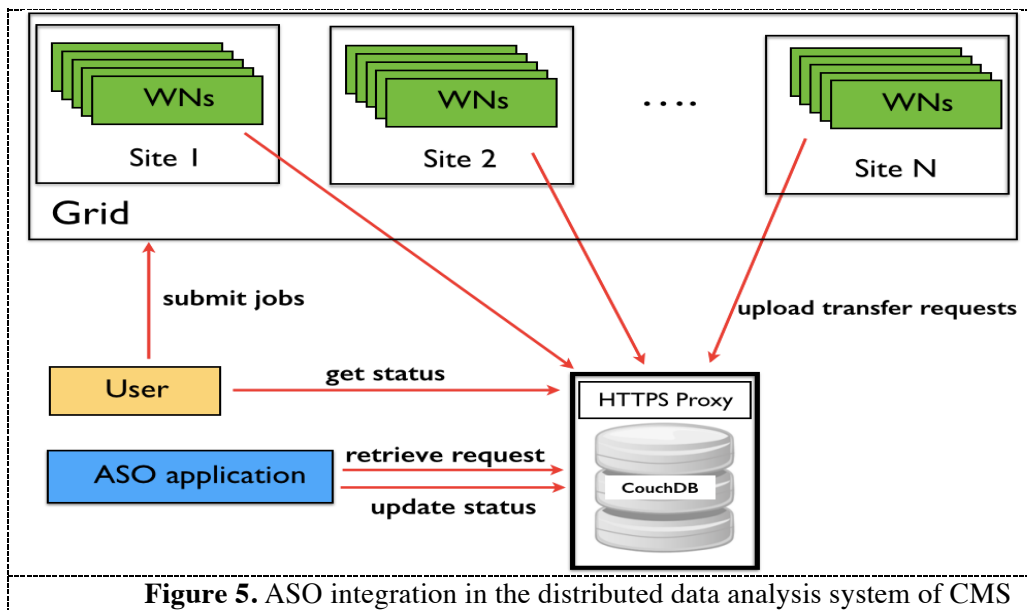 WNs
WNs
....
WNs
Site 1
Site 2
Site N
Grid
submit jobs
upload transfer requests
User
get status
HTTPS Proxy
ASO application
retrieve request
CouchDB
update status
Figure 5. ASO integration in the distributed data analysis system of CMS